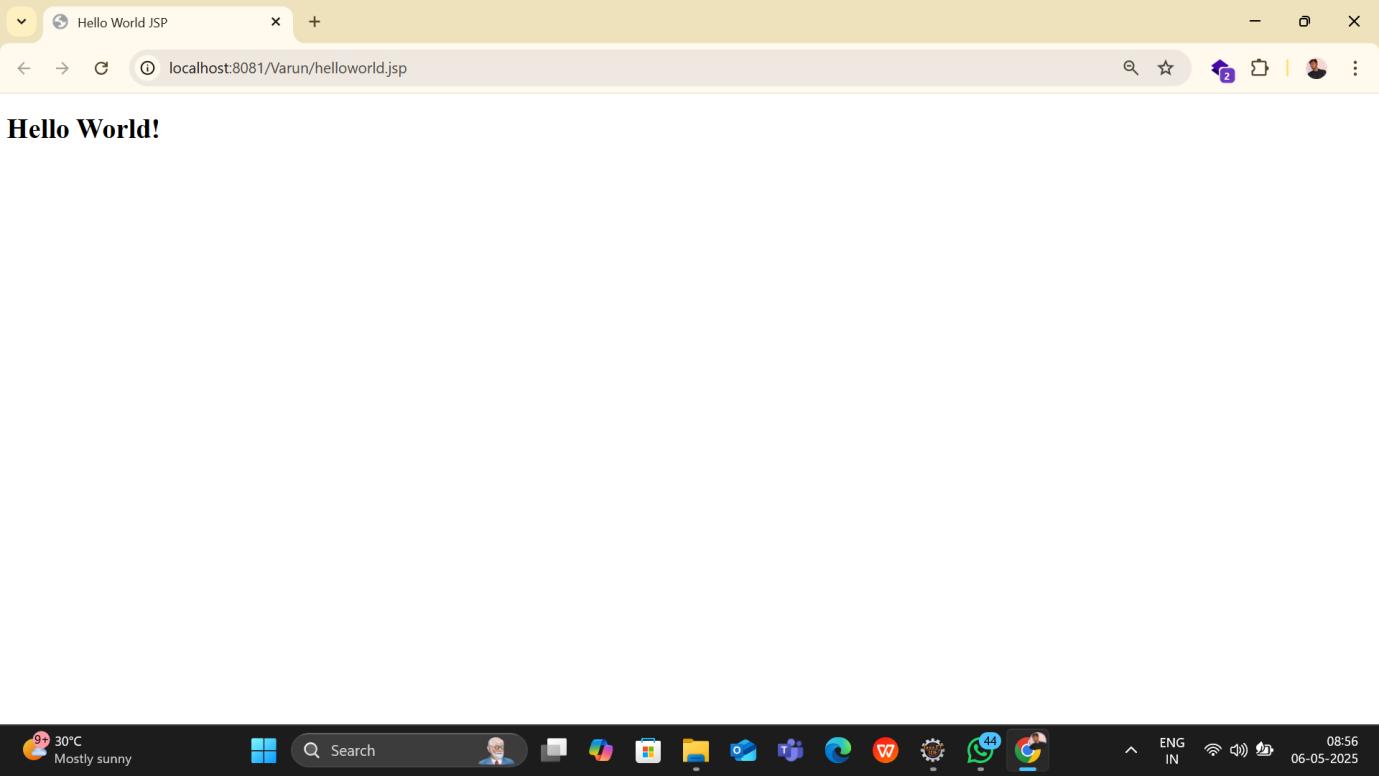 Hello World JSP
localhost:8081/Varun/helloworld.jsp
2
Hello World!
9+
30°C
Mostly sunny
Search
44
ENG
IN
08:56
06-05-2025